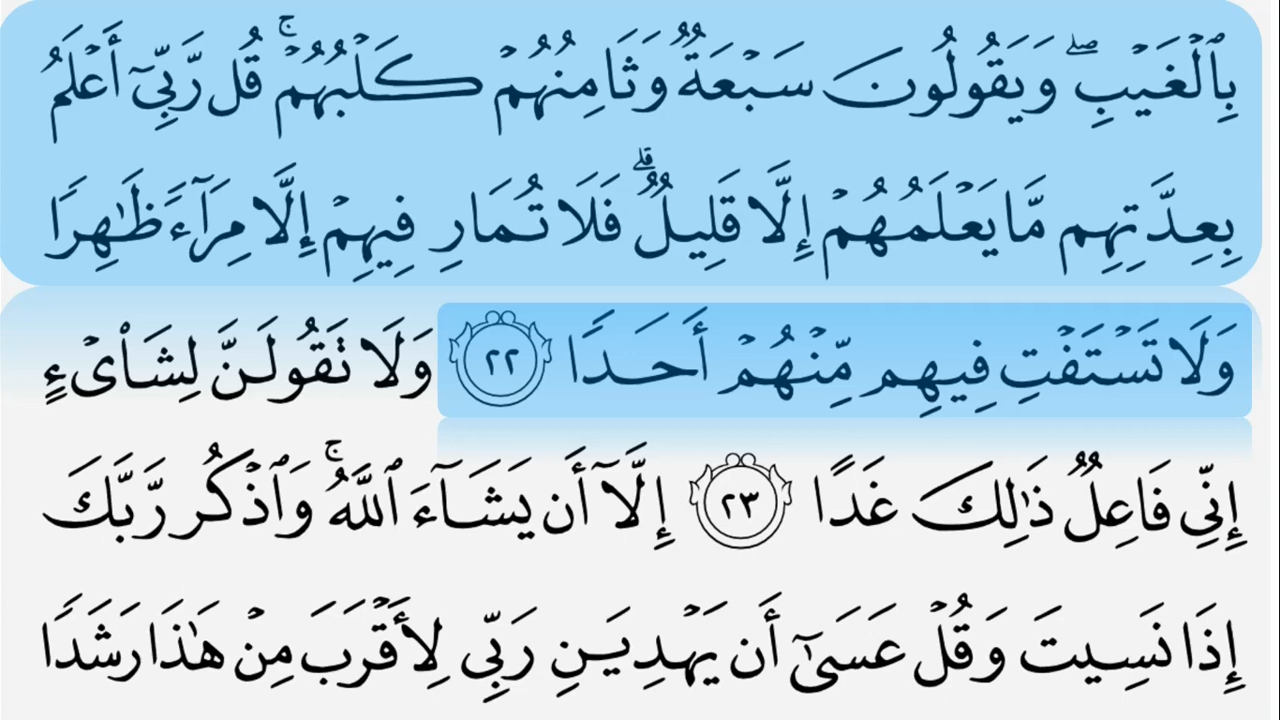 بِٱلْغَيْبِۖ وَيَقُولُونَ سَبْعَةٌ وَثَامِنُهُمْ كَلْبُهُمْۚ قُل رَّبِّىٓ أَعْلَمُ
بِعِدَّتِهِم مَّا يَعْلَمُهُمْ إِلَّا قَلِيلٌۗ فَلَا تُمَارِ فِيهِمْ إِلَّا مِرَآءً ظَٰهِرًا
وَلَا تَسْتَفْتِ فِيهِم مِّنْهُمْ أَحَدًا ٢٢ وَلَا تَقُولَنَّ لِشَا۟ىْءٍ
إِنِّى فَاعِلٌ ذَٰلِكَ غَدًا ٢٣ إِلَّآ أَن يَشَآءَ ٱللَّهُۚ وَٱذْكُر رَّبَّكَ
إِذَا نَسِيتَ وَقُلْ عَسَىٰٓ أَن يَهْدِيَنِ رَبِّى لِأَقْرَبَ مِنْ هَٰذَا رَشَدًا